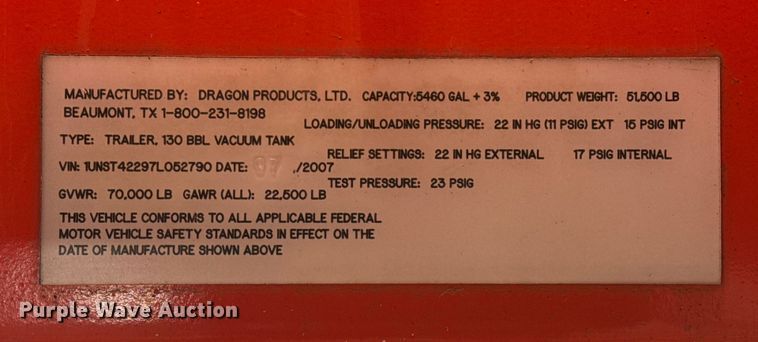 MANUFACTURED BY: DRAGON PRODUCTS, LTD. CAPACITY:5460 GAL + 3% PRODUCT WEIGHT: 51,500 LB
BEAUMONT, TX 1-800-231-8198
LOADING/UNLOADING PRESSURE: 22 IN HG (11 PSIG) EXT 15 PSIG INT
TYPE: TRAILER, 130 BBL VACUUM TANK
RELIEF SETTINGS: 22 IN HG EXTERNAL 17 PSIG INTERNAL
VIN: 1UNST42297L052790 DATE: 07 /2007
TEST PRESSURE: 23 PSIG
GVWR: 70,000 LB GAWR (ALL): 22,500 LB
THIS VEHICLE CONFORMS TO ALL APPLICABLE FEDERAL
MOTOR VEHICLE SAFETY STANDARDS IN EFFECT ON THE
DATE OF MANUFACTURE SHOWN ABOVE
Purple Wave Auction